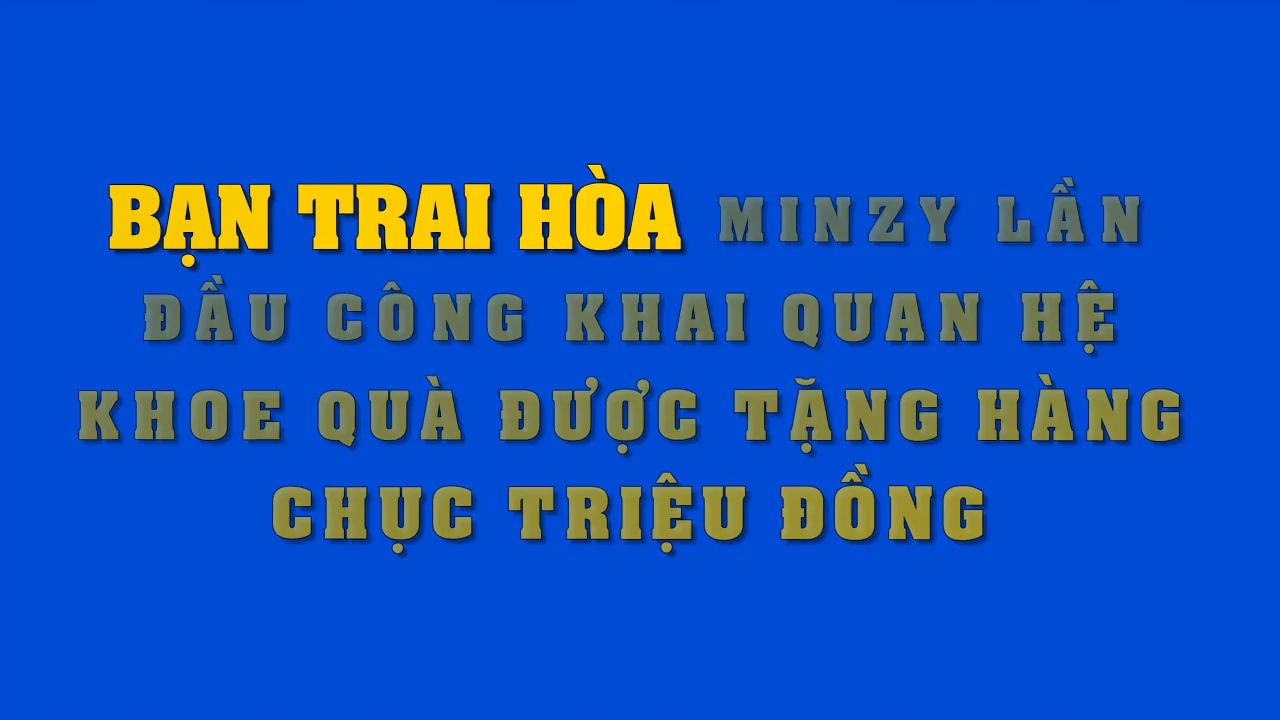 BẠN TRAI HÒA MINZY LẦN
ĐẦU CÔNG KHAI QUAN HỆ
KHOE QUÀ ĐƯỢC TẶNG HÀNG
CHỤC TRIỆU ĐỒNG